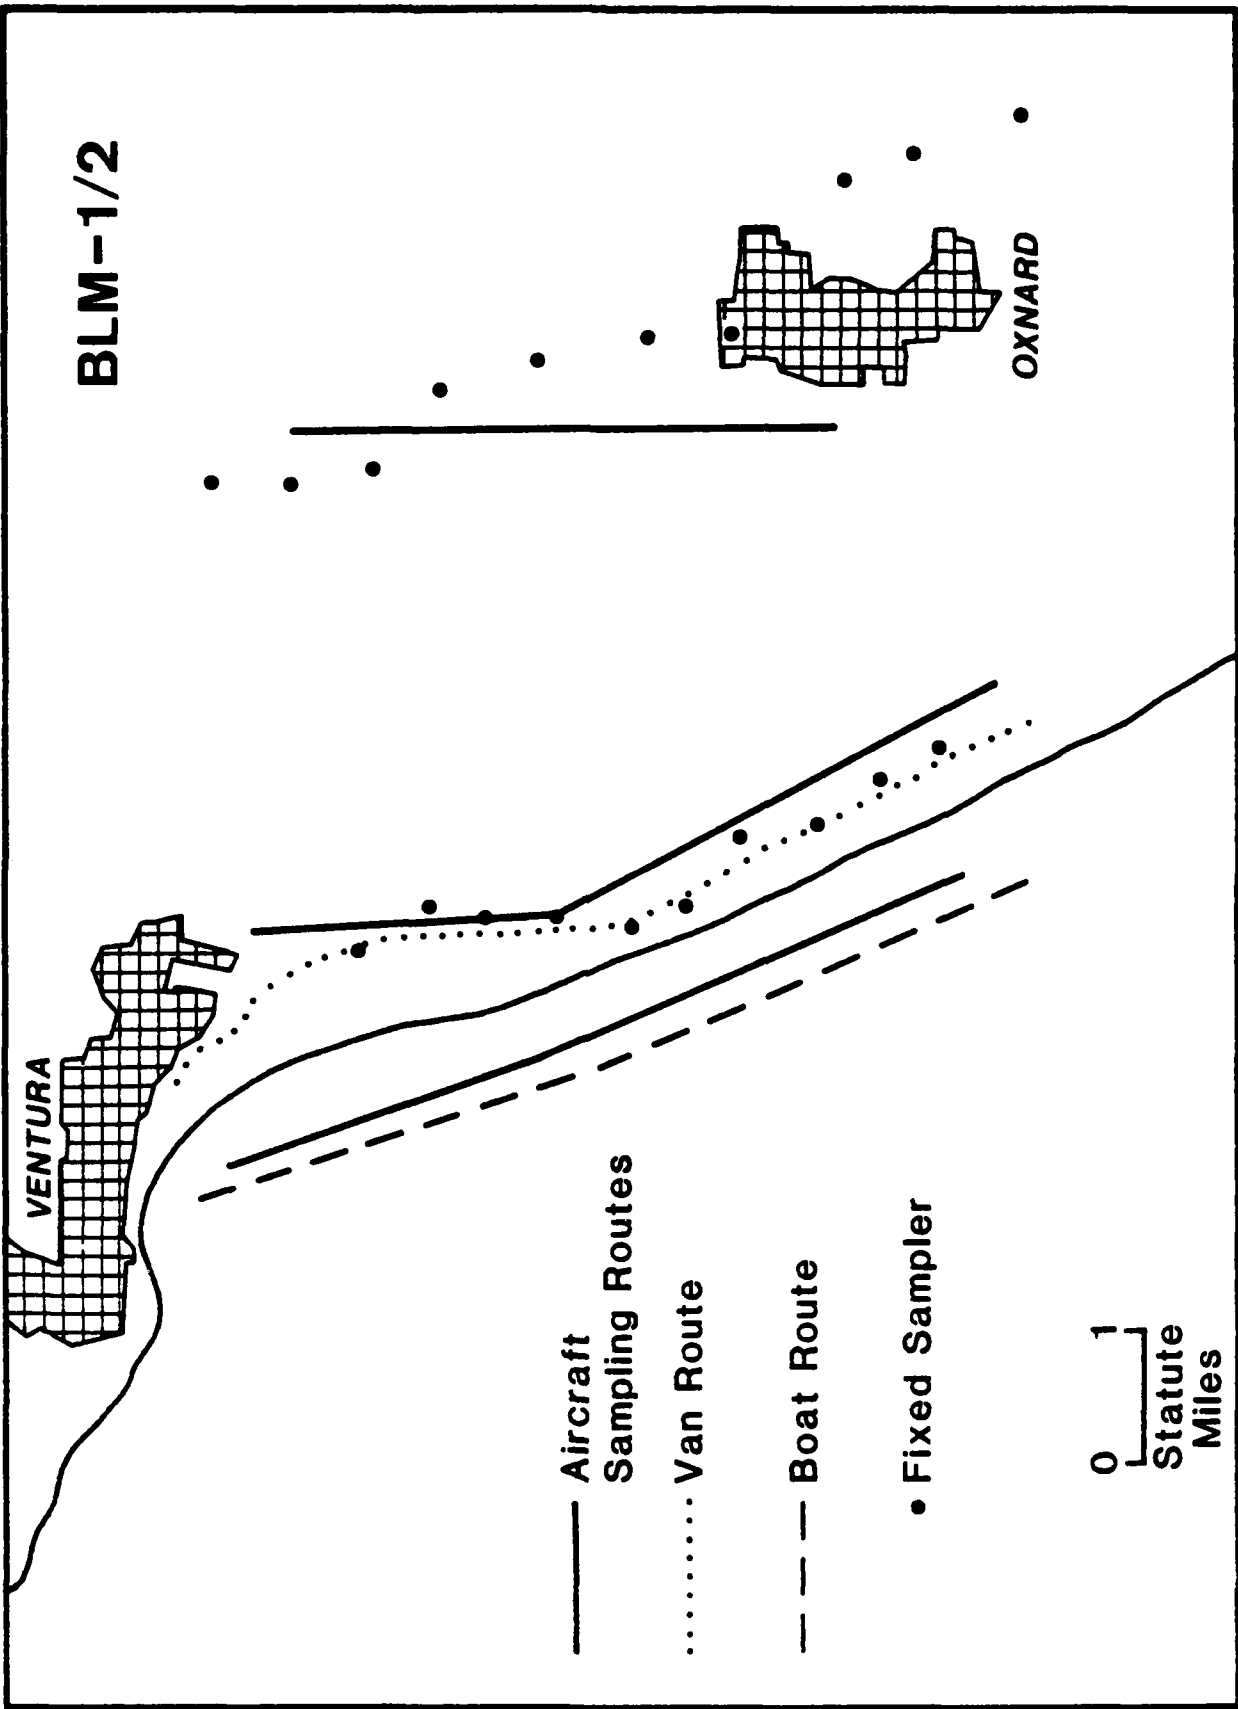 BLM-1/2
VENTURA
OXNARD
Aircraft
Sampling Routes
Van Route
Boat Route
Fixed Sampler
0 1
Statute
Miles